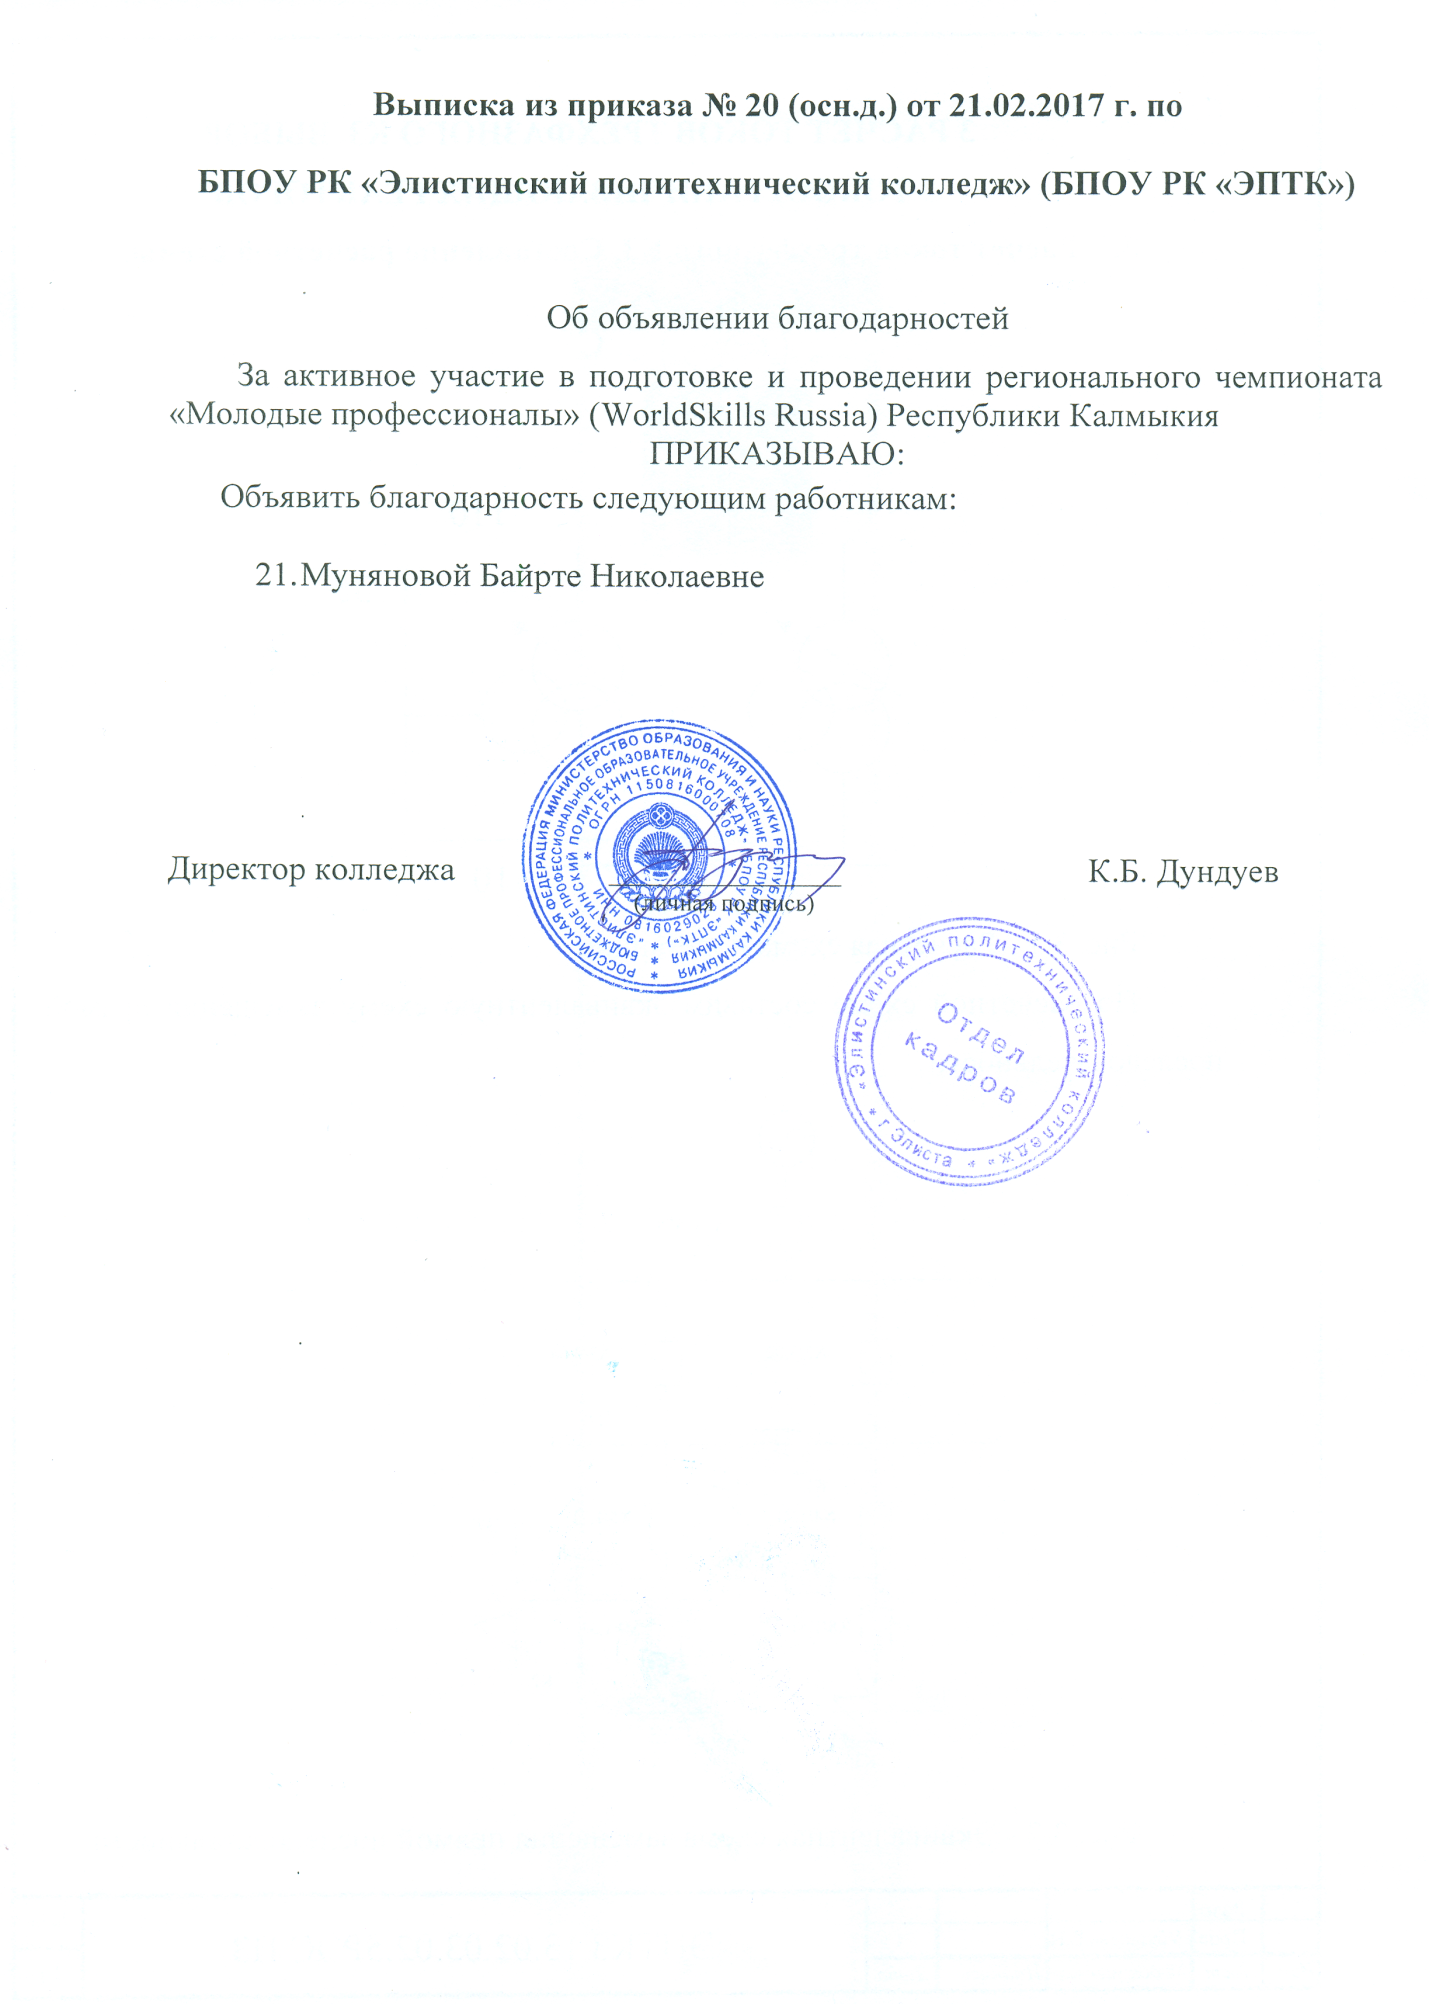 Выписка из приказа № 20 (осн.д.) от 21.02.2017 г. по
БПОУ РК «Элистинский политехнический колледж» (БПОУ РК «ЭПТК»)
Об объявлении благодарностей
За активное участие в подготовке и проведении регионального чемпионата
«Молодые профессионалы» (WorldSkills Russia) Республики Калмыкия
ПРИКАЗЫВАЮ:
Объявить благодарность следующим работникам:
21.Муняновой Байрте Николаевне
Директор колледжа
(личная подпись)
К.Б. Дундуев
РОССИЙСКАЯ ФЕДЕРАЦИЯ МИНИСТЕРСТВО ОБРАЗОВАНИЯ И НАУКИ РЕСПУБЛИКИ КАЛМЫКИЯ *
БЮДЖЕТНОЕ ПРОФЕССИОНАЛЬНОЕ ОБРАЗОВАТЕЛЬНОЕ УЧРЕЖДЕНИЕ РЕСПУБЛИКИ КАЛМЫКИЯ *
«ЭЛИСТИНСКИЙ ПОЛИТЕХНИЧЕСКИЙ КОЛЛЕДЖ» (БПОУ РК «ЭПТК») *
* ОГРН
* ИНН
«Элистинский политехнический колледж» *
г Элиста *
Отдел
кадров